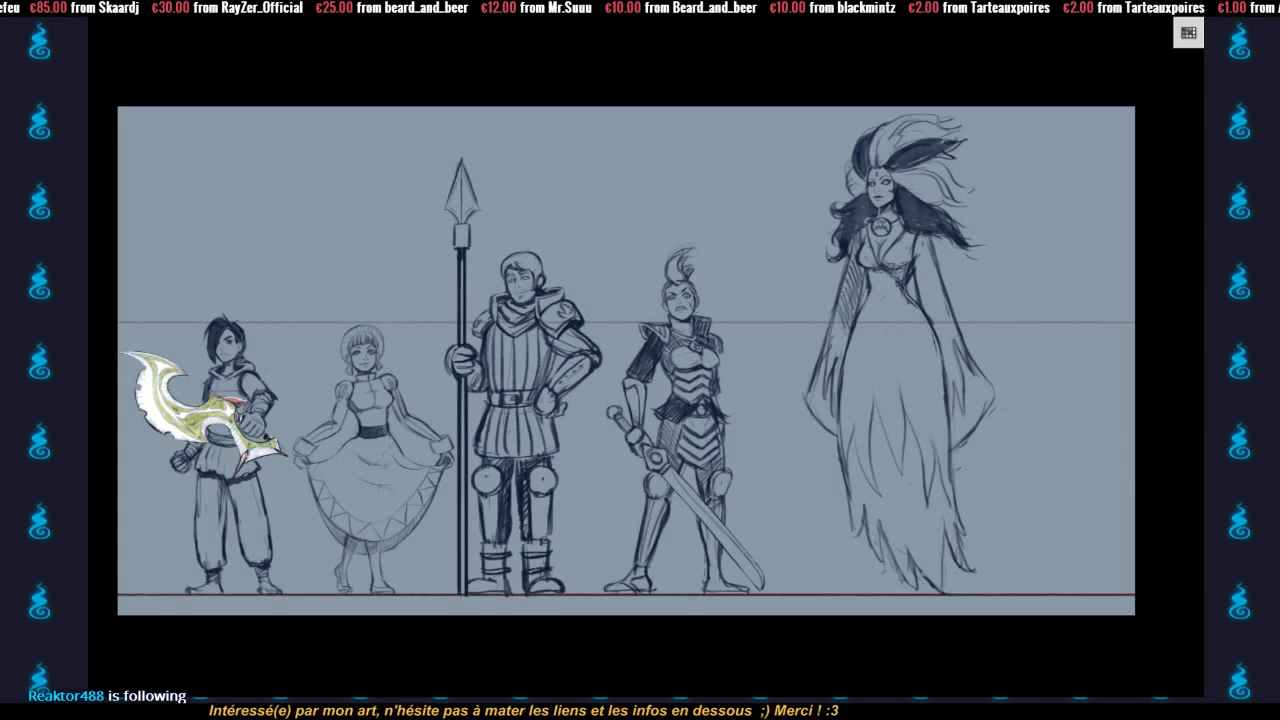 efeu €85.00 from Skaardj €30.00 from RayZer_Official €25.00 from beard_and_beer €12.00 from Mr.Suuu €10.00 from Beard_and_beer €10.00 from blackmintz €2.00 from Tarteauxpoires €2.00 from Tarteauxpoires €1.00 from
Reaktor488 is following
Intéressé(e) par mon art, n'hésite pas à mater les liens et les infos en dessous ;) Merci ! :3